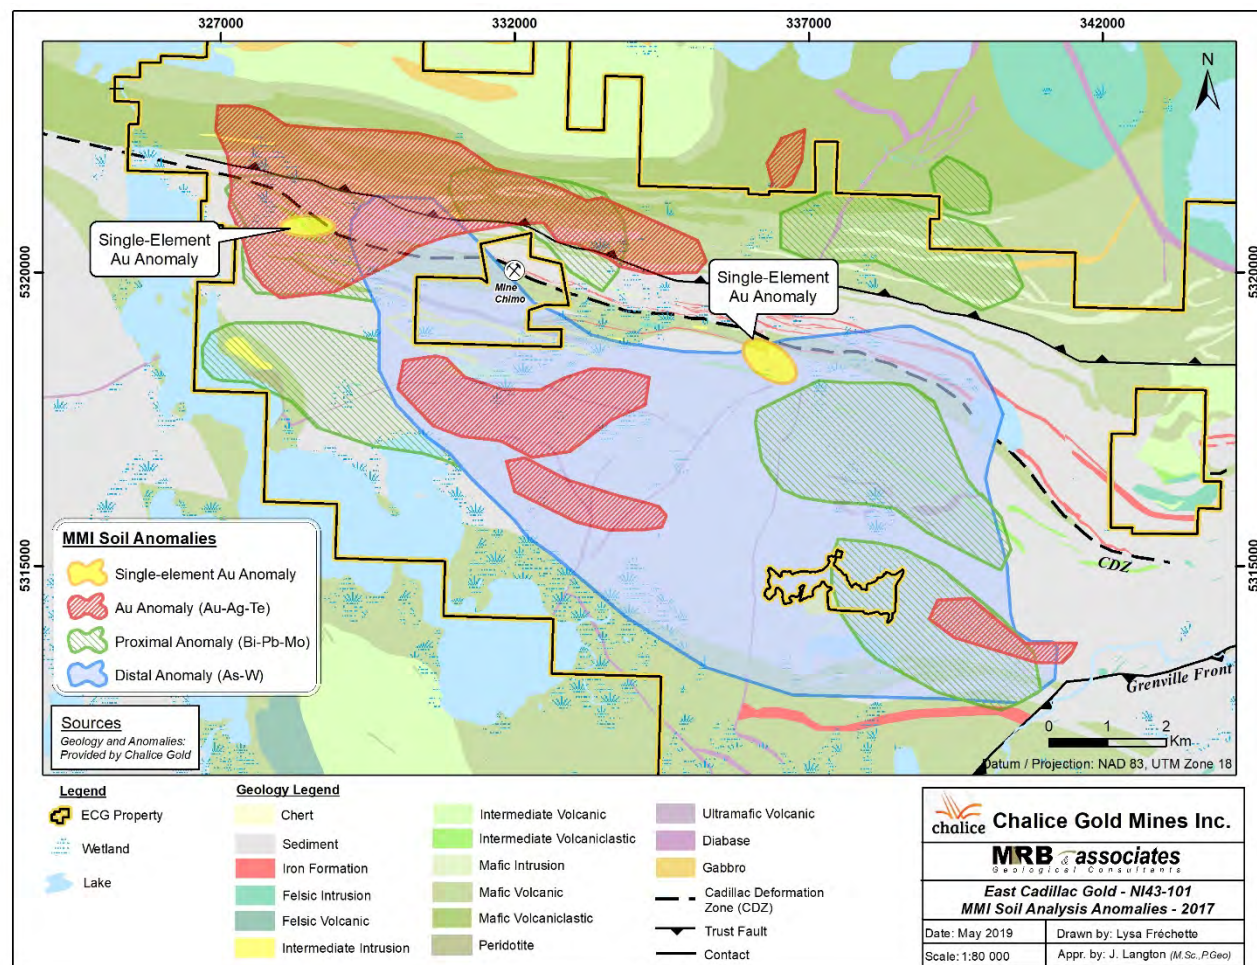 327000
332000
337000
342000
N
5320000
5320000
5315000
5315000
Single-Element
Au Anomaly
Mine
Chimo
Single-Element
Au Anomaly
CDZ
Grenville Front
MMI Soil Anomalies
Single-element Au Anomaly
Au Anomaly (Au-Ag-Te)
Proximal Anomaly (Bi-Pb-Mo)
Distal Anomaly (As-W)
Sources
Geology and Anomalies:
Provided by Chalice Gold
0 1 2
Km
Datum / Projection: NAD 83, UTM Zone 18
Legend
ECG Property
Wetland
Lake
Geology Legend
Chert
Sediment
Iron Formation
Felsic Intrusion
Felsic Volcanic
Intermediate Intrusion
Intermediate Volcanic
Intermediate Volcaniclastic
Mafic Intrusion
Mafic Volcanic
Mafic Volcaniclastic
Peridotite
Ultramafic Volcanic
Diabase
Gabbro
Cadillac Deformation
Zone (CDZ)
Trust Fault
Contact
chalice Chalice Gold Mines Inc.
MRB & associates
Geological Consultants
East Cadillac Gold - NI43-101
MMI Soil Analysis Anomalies - 2017
Date: May 2019
Drawn by: Lysa Fréchette
Scale: 1:80 000
Appr. by: J. Langton (M.Sc.,P.Geo)